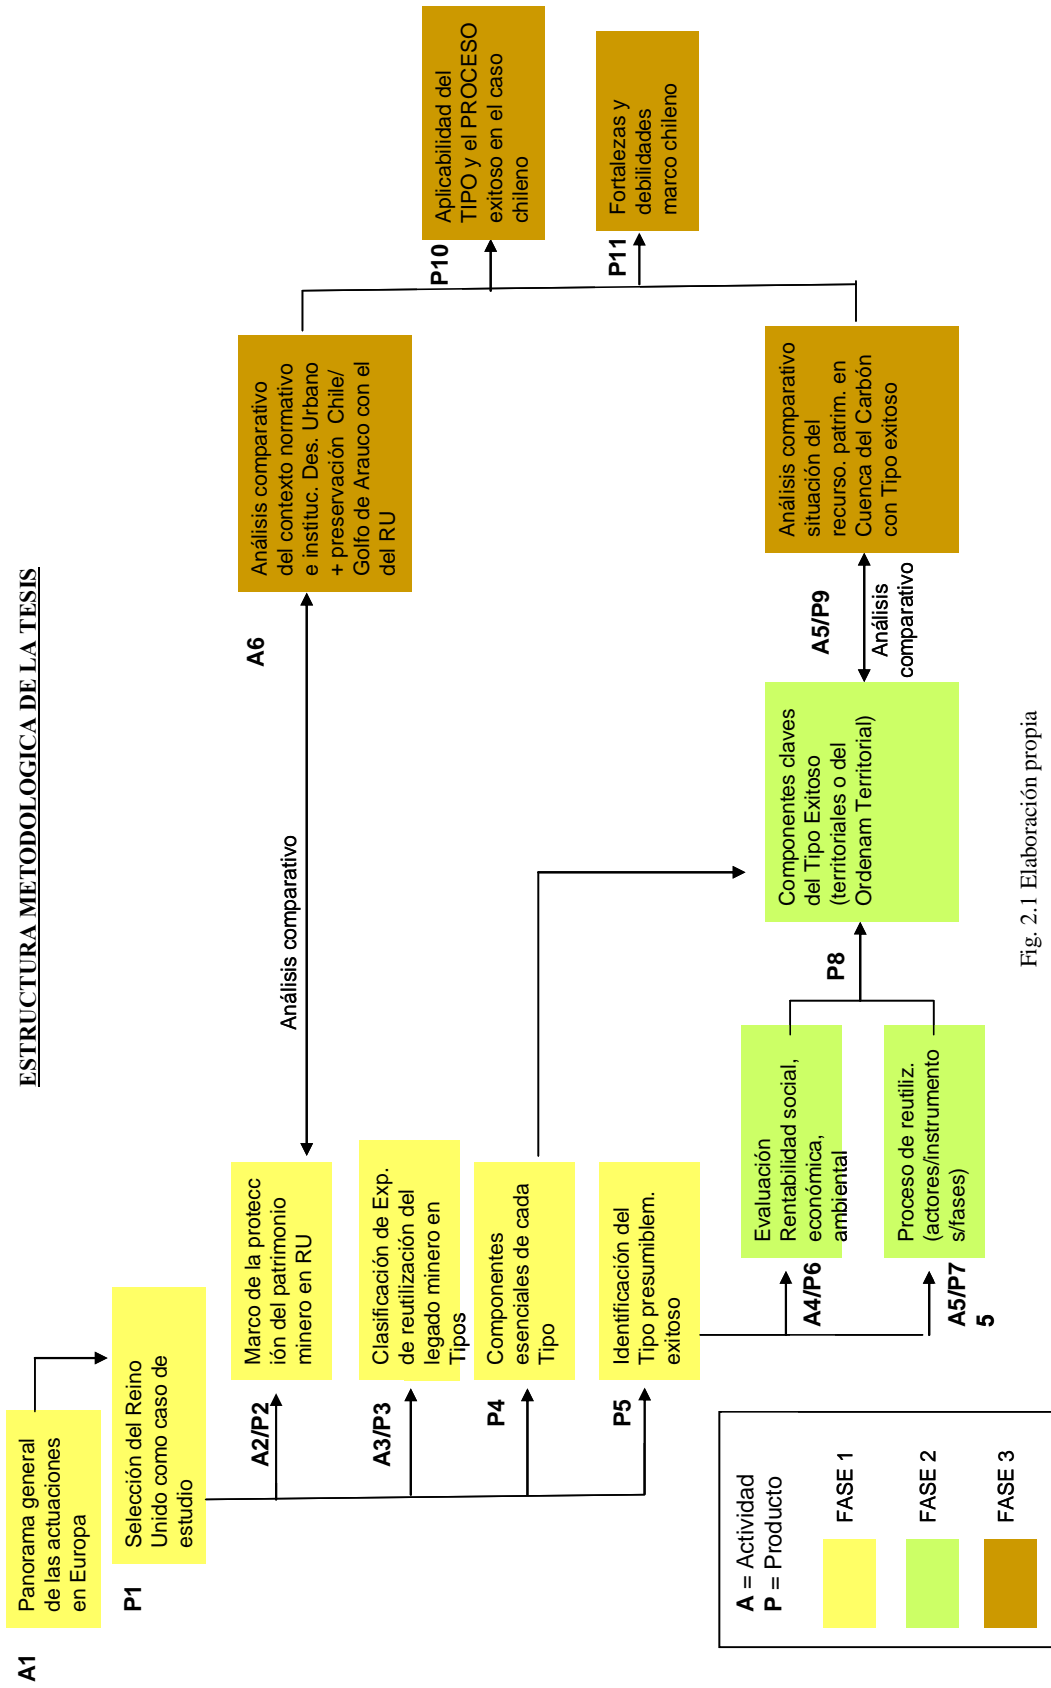 ESTRUCTURA METODOLOGICA DE LA TESIS
A1
Panorama general
de las actuaciones
en Europa
P1
Selección del Reino
Unido como caso de
estudio
A2/P2
Marco de la protecc
ión del patrimonio
minero en RU
A3/P3
Clasificación de Exp.
de reutilización del
legado minero en
Tipos
P4
Componentes
esenciales de cada
Tipo
P5
Identificación del
Tipo presumiblem.
exitoso
Análisis comparativo
A6
Análisis comparativo
del contexto normativo
e instituc. Des. Urbano
+ preservación Chile/
Golfo de Arauco con el
del RU
A4/P6
Evaluación
Rentabilidad social,
económica,
ambiental
A5/P7
5
Proceso de reutiliz.
(actores/instrumento
s/fases)
P8
Componentes claves
del Tipo Exitoso
(territoriales o del
Ordenam Territorial)
A5/P9
Análisis
comparativo
Análisis comparativo
situación del
recurso. patrim. en
Cuenca del Carbón
con Tipo exitoso
P10
Aplicabilidad del
TIPO y el PROCESO
exitoso en el caso
chileno
P11
Fortalezas y
debilidades
marco chileno
A = Actividad
P = Producto
FASE 1
FASE 2
FASE 3
Fig. 2.1 Elaboración propia